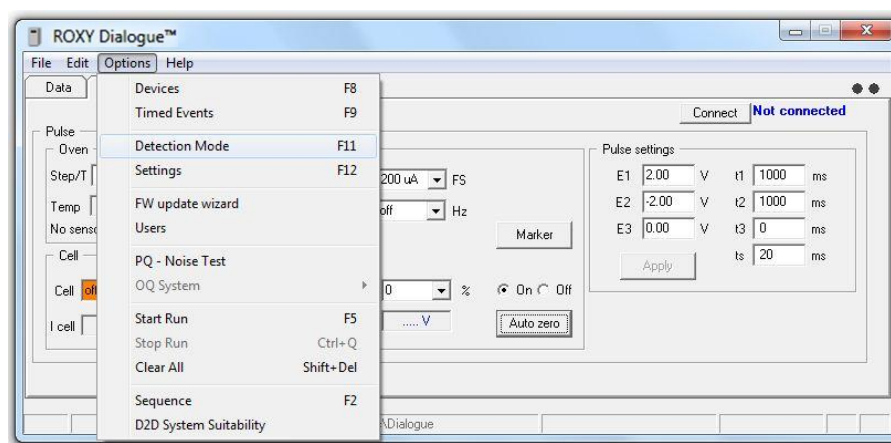 ROXY Dialogue™
File Edit Options Help
Data
Devices F8
Timed Events F9
Detection Mode F11
Settings F12
FW update wizard
Users
PQ - Noise Test
OQ System
Start Run F5
Stop Run Ctrl+Q
Clear All Shift+Del
Sequence F2
D2D System Suitability
Connect Not connected
Pulse
Oven
Step/T
Temp
No
Cell
Cell
I cell
200 uA FS
off Hz
Marker
0 % On Off
..... V Auto zero
Pulse settings
E1 2.00 V t1 1000 ms
E2 -2.00 V t2 1000 ms
E3 0.00 V t3 0 ms
Apply ts 20 ms
\Dialogue